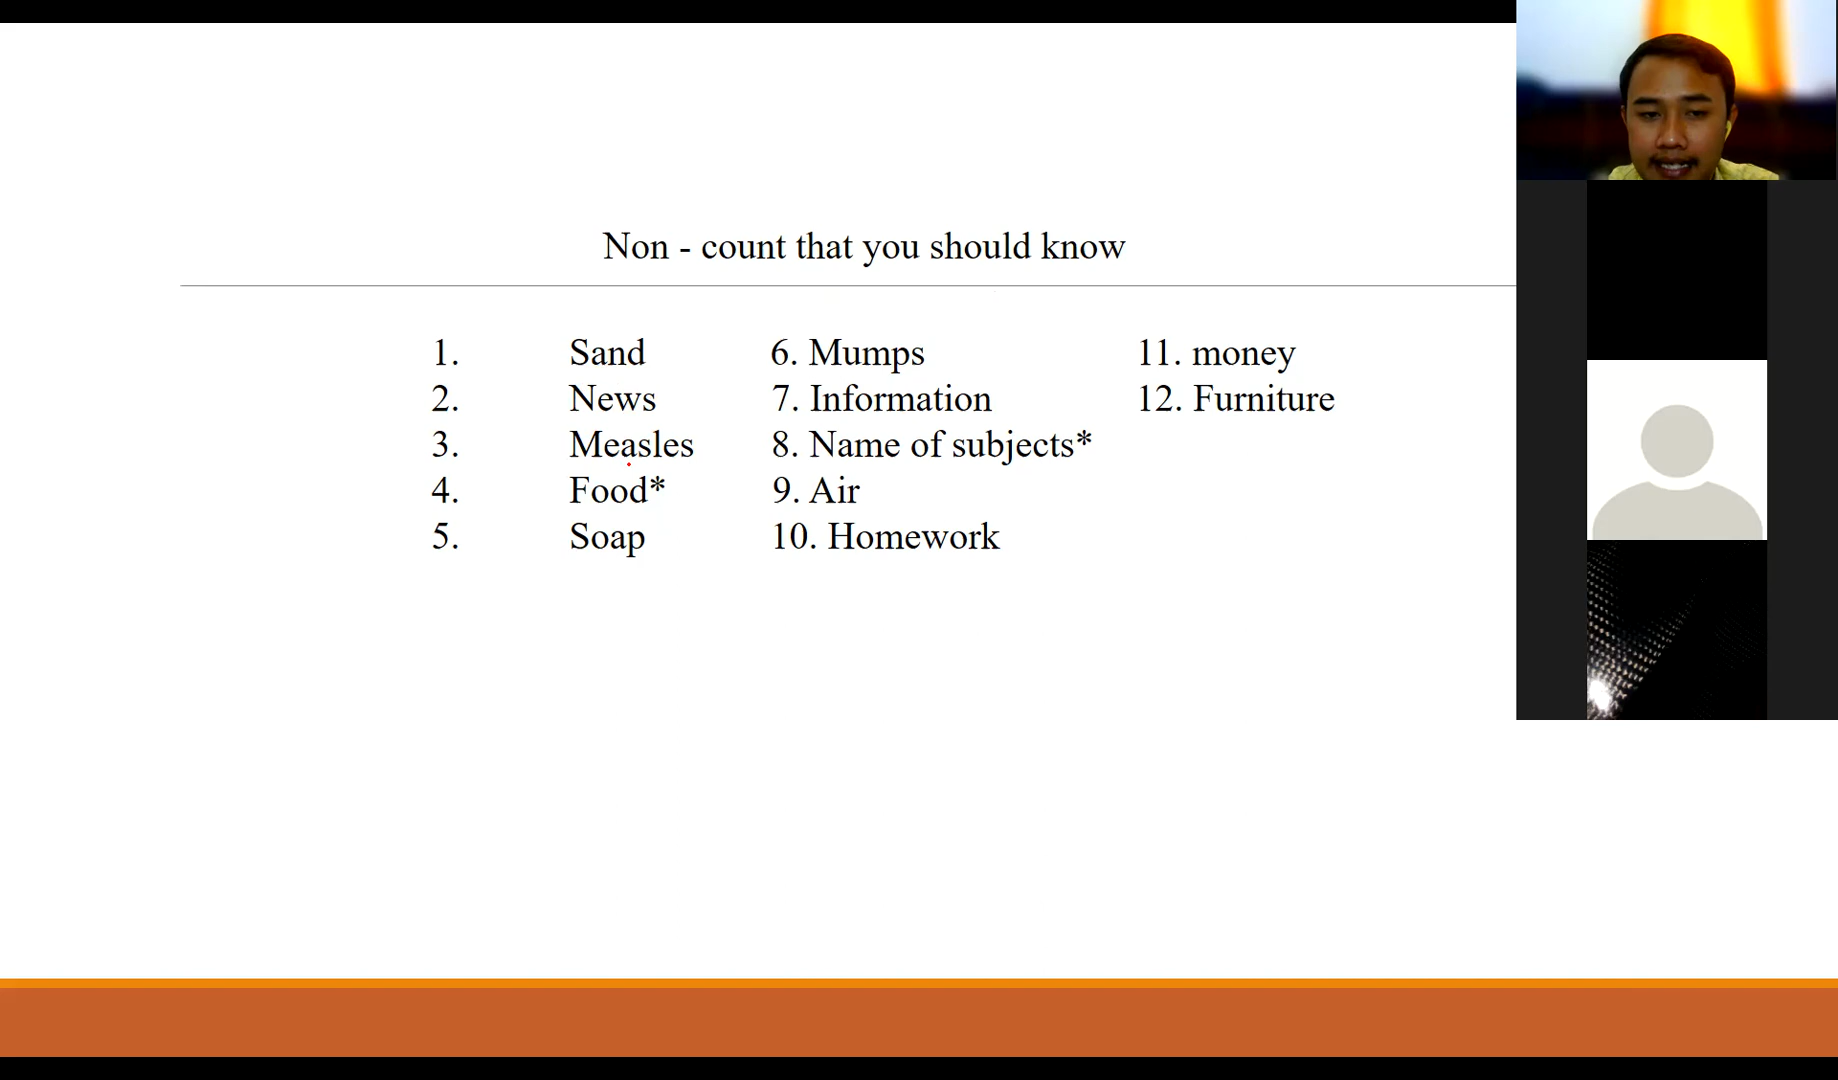 Non - count that you should know
1. Sand
2. News
3. Measles
4. Food*
5. Soap
6. Mumps
7. Information
8. Name of subjects*
9. Air
10. Homework
11. money
12. Furniture